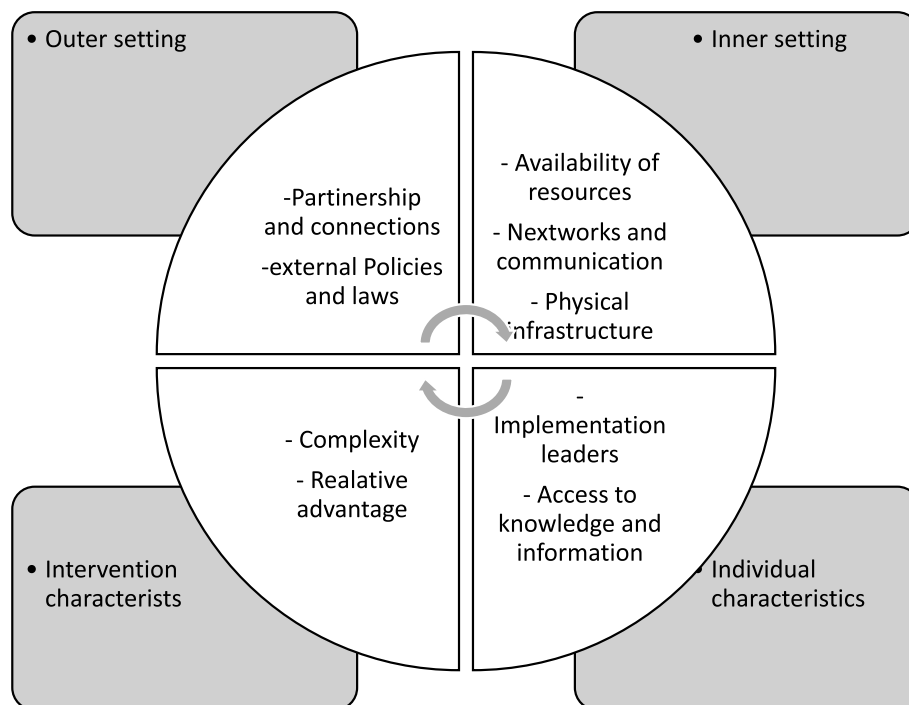 • Outer setting
-Partinership
and connections
-external Policies
and laws
• Inner setting
- Availability of
resources
- Nextworks and
communication
- Physical
infrastructure
- Complexity
- Realative
advantage
• Intervention
characterists
-
Implementation
leaders
- Access to
knowledge and
information
• Individual
characteristics